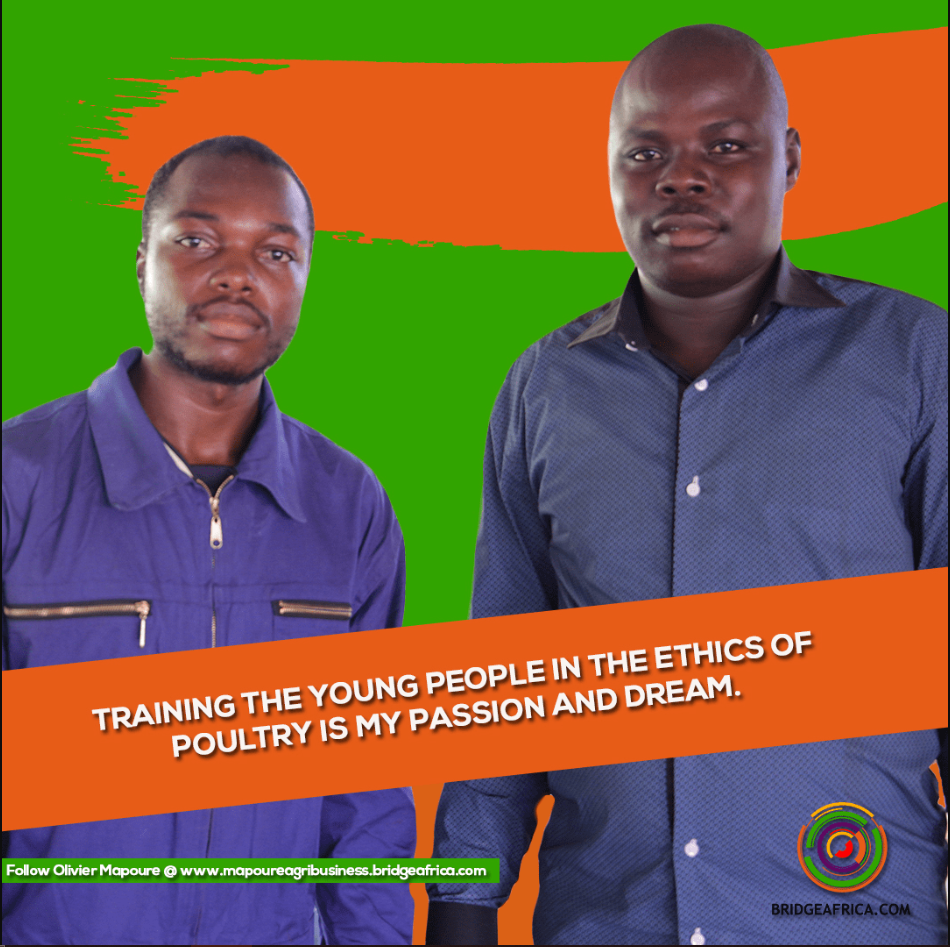 TRAINING THE YOUNG PEOPLE IN THE ETHICS OF
POULTRY IS MY PASSION AND DREAM.
Follow Olivier Mapoure @ www.mapoureagribusiness.bridgeafrica.com
BRIDGEAFRICA.COM